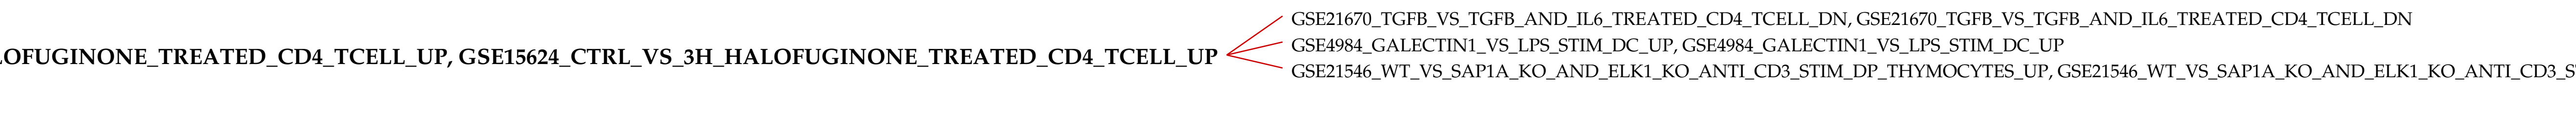 GSE21670_TGFB_VS_TGFB_AND_IL6_TREATED_CD4_TCELL_DN, GSE21670_TGFB_VS_TGFB_AND_IL6_TREATED_CD4_TCELL_DN
LOFUGINONE_TREATED_CD4_TCELL_UP, GSE15624_CTRL_VS_3H_HALOFUGINONE_TREATED_CD4_TCELL_UP
GSE4984_GALECTIN1_VS_LPS_STIM_DC_UP, GSE4984_GALECTIN1_VS_LPS_STIM_DC_UP
GSE21546_WT_VS_SAP1A_KO_AND_ELK1_KO_ANTI_CD3_STIM_DP_THYMOCYTES_UP, GSE21546_WT_VS_SAP1A_KO_AND_ELK1_KO_ANTI_CD3_S